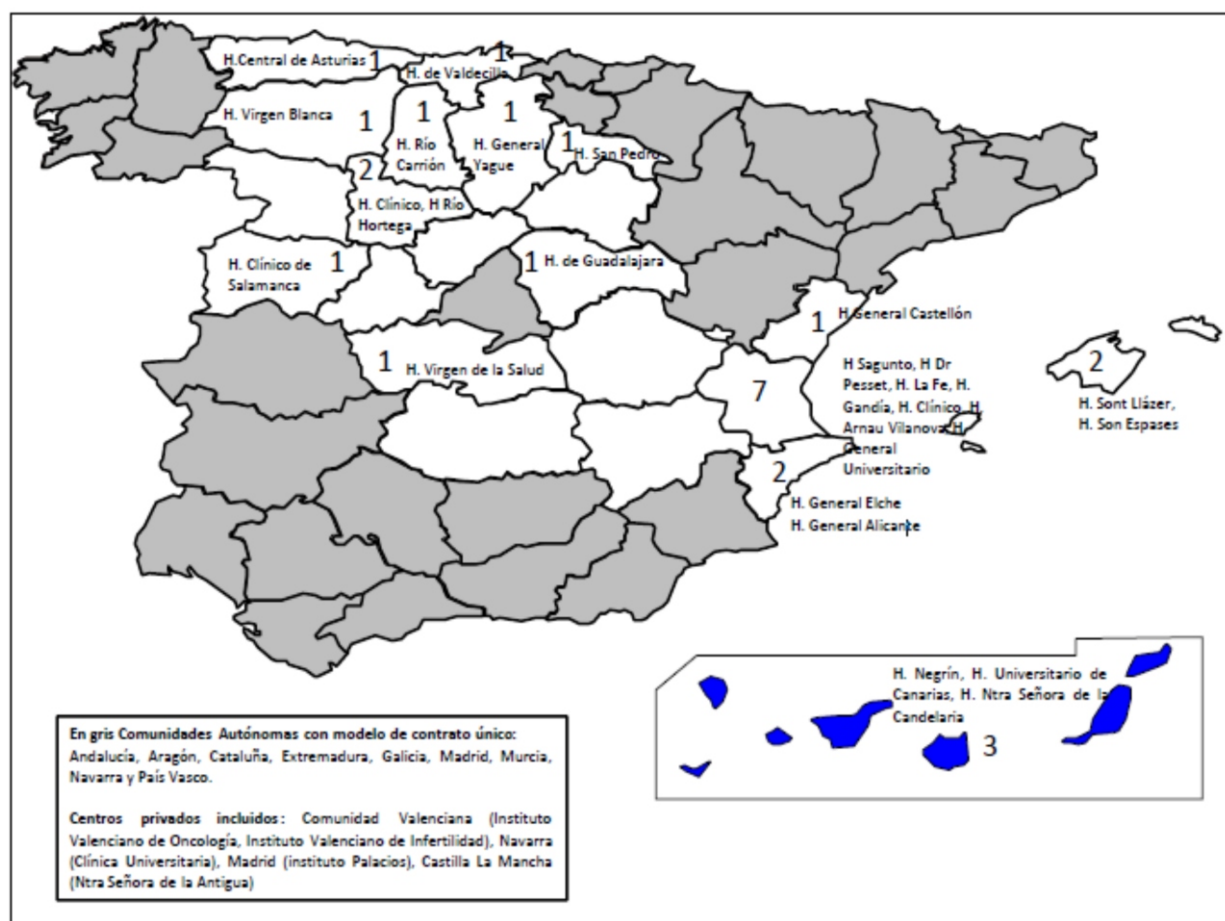 H.Central de Asturias 1
1
H. de Valdecilla
H. Virgen Blanca 1
1
H. Río
Carrión
1
H. General
Yague
1 H. San Pedro
2
H. Clínico, H Río
Hortega
H. Clínico de
Salamanca
1
1 H. de Guadalajara
1 H. Virgen de la Salud
1
H General Castellón
7
H Sagunto, H Dr
Pesset, H. La Fe, H.
Gandía, H. Clínico, H
Arnau Vilanova, H
General
Universitario
2
H. Sont Llázer,
H. Son Espases
2
H. General Elche
H. General Alicante
H. Negrín, H. Universitario de
Canarias, H. Ntra Señora de la
Candelaria
3
En gris Comunidades Autónomas con modelo de contrato único:
Andalucía, Aragón, Cataluña, Extremadura, Galicia, Madrid, Murcia,
Navarra y País Vasco.
Centros privados incluidos: Comunidad Valenciana (Instituto
Valenciano de Oncología, Instituto Valenciano de Infertilidad), Navarra
(Clínica Universitaria), Madrid (instituto Palacios), Castilla La Mancha
(Ntra Señora de la Antigua)